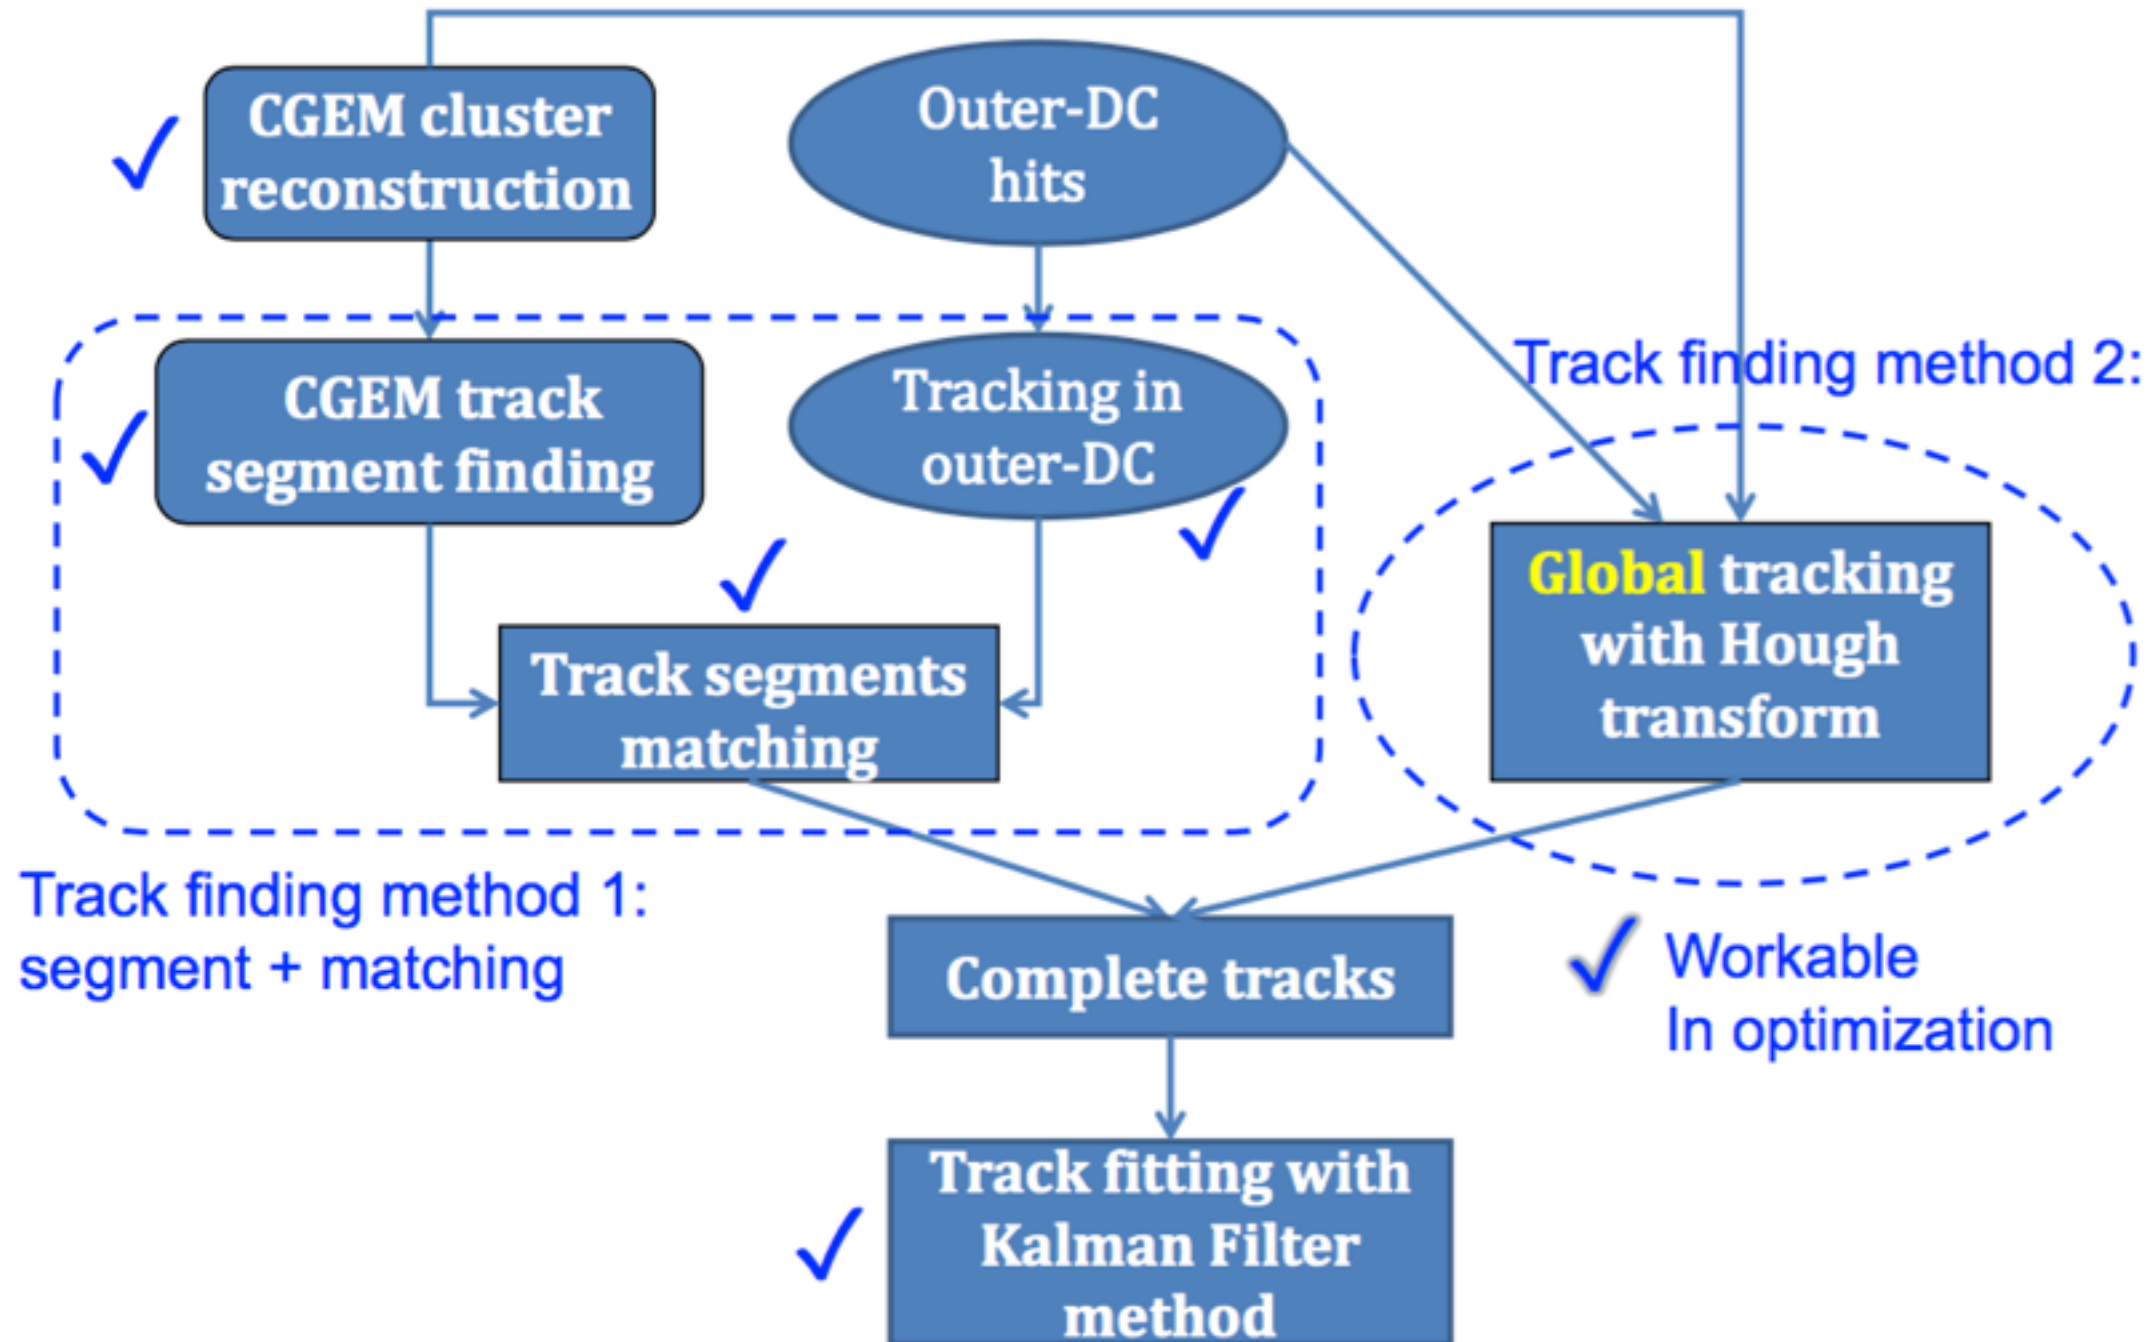 CGEM cluster
reconstruction
Outer-DC
hits
CGEM track
segment finding
Tracking in
outer-DC
Track finding method 2:
Global tracking
with Hough
transform
Track segments
matching
Track finding method 1:
segment + matching
Complete tracks
Workable
In optimization
Track fitting with
Kalman Filter
method